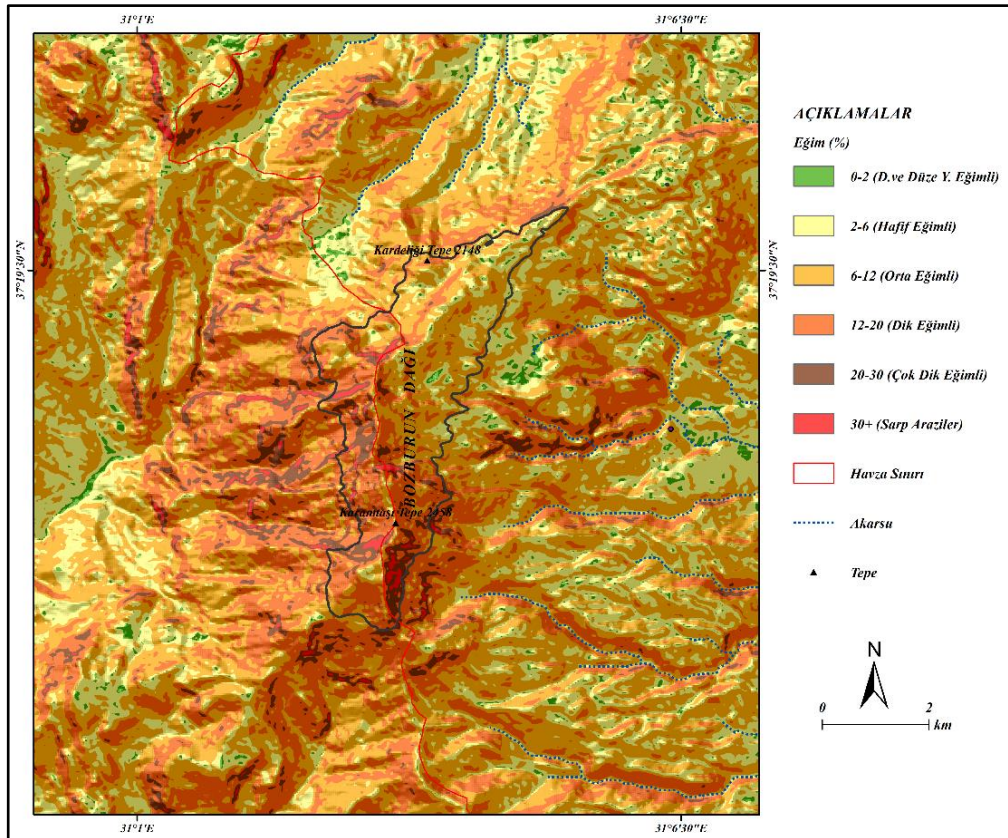 31°1'E
31°6'30"E
37°19'30"N
37°19'30"N
Kardeliği Tepe 2148
BOZBURUN DAĞI
31°1'E
31°6'30"E
AÇIKLAMALAR
Eğim (%)
0-2 (D.ve Düze Y. Eğimli)
2-6 (Hafif Eğimli)
6-12 (Orta Eğimli)
12-20 (Dik Eğimli)
20-30 (Çok Dik Eğimli)
30+ (Sarp Araziler)
Havza Sınırı
Akarsu
Tepe
N
0 2
km